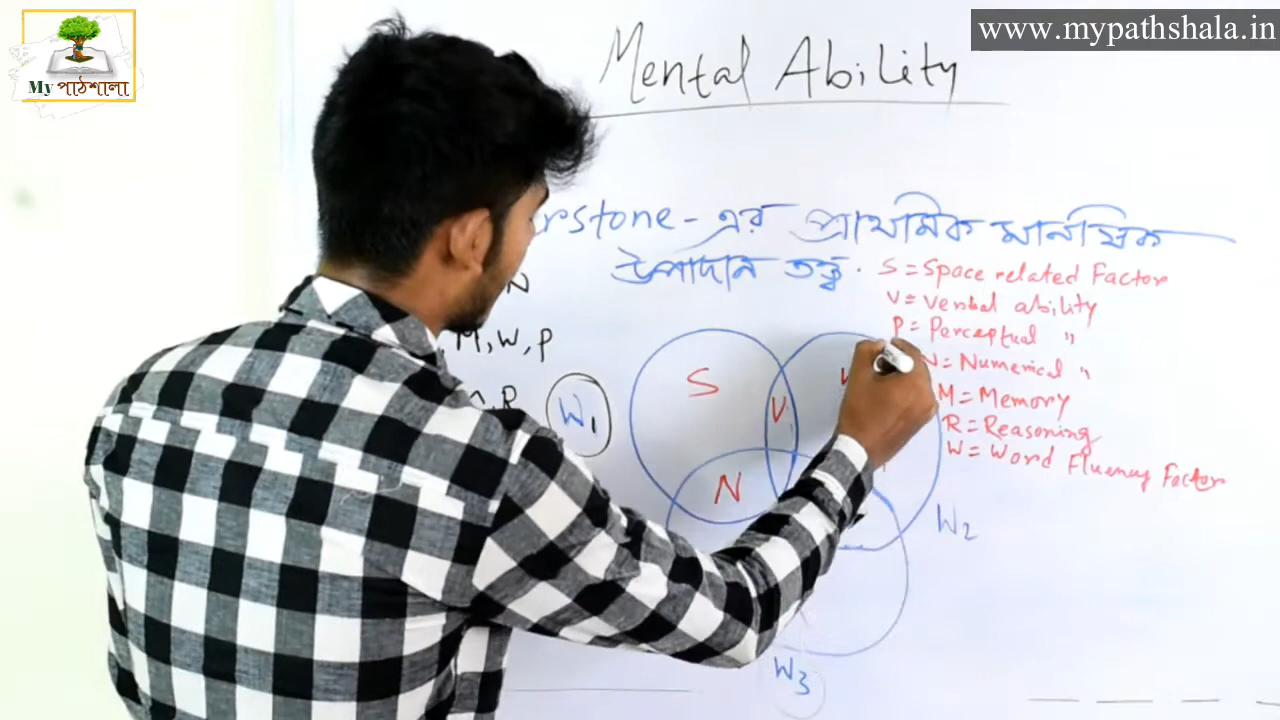 My পাঠশালা
www.mypathshala.in
Mental Ability
rstone-এর প্রাথমিক মানষিক
উপাদান তত্ত্ব.
S = Space related Factor
V = Verbal ability
P = Perceptual "
N = Numerical "
M = Memory
R = Reasoning
W = Word Fluency Factor
N
M, W, P
R
W1
S
V
N
W2
W3